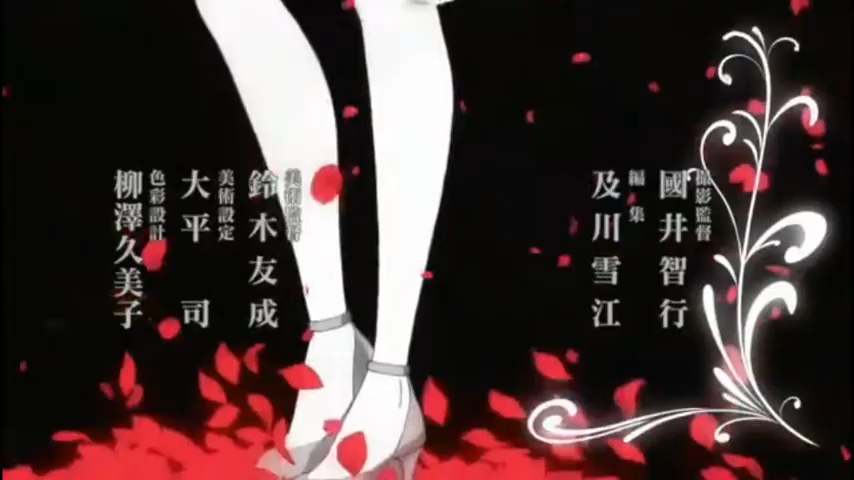 撮影監督
國井智行
編集
及川雪江
美術監督
鈴木友成
美術設定
大平 司
色彩設計
柳澤久美子